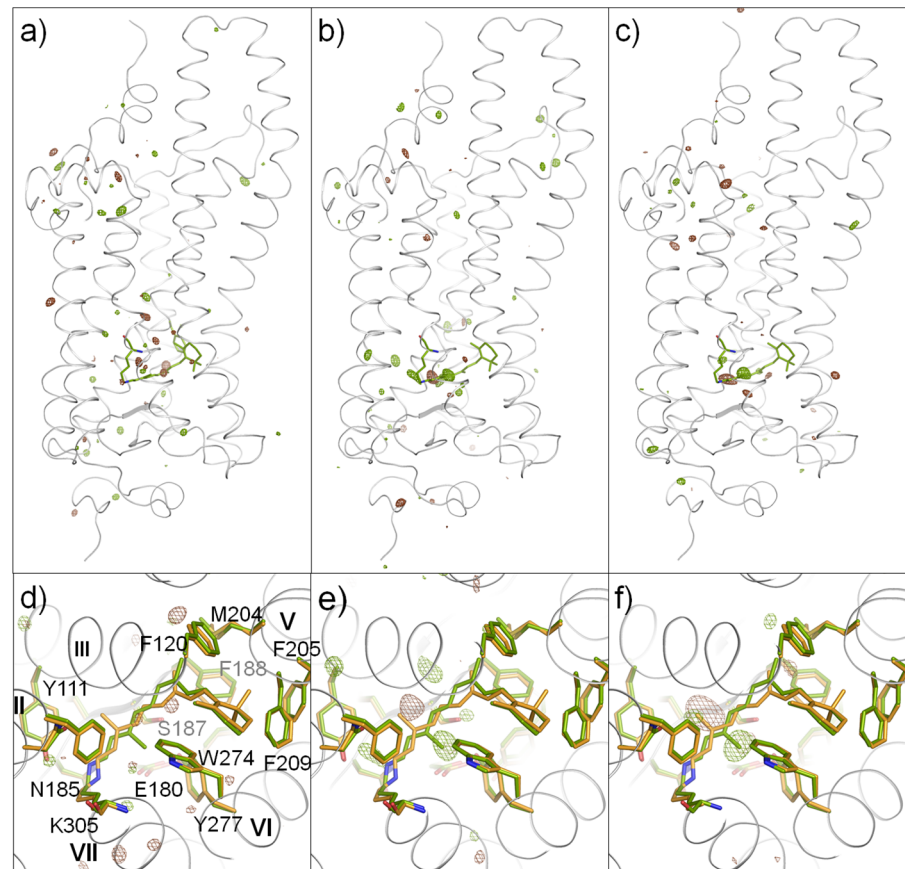 a)
b)
c)
d)
e)
f)
M204
V
III
F120
F205
F188
Y111
II
S187
W274
F209
N185
E180
K305
Y277
VI
VII